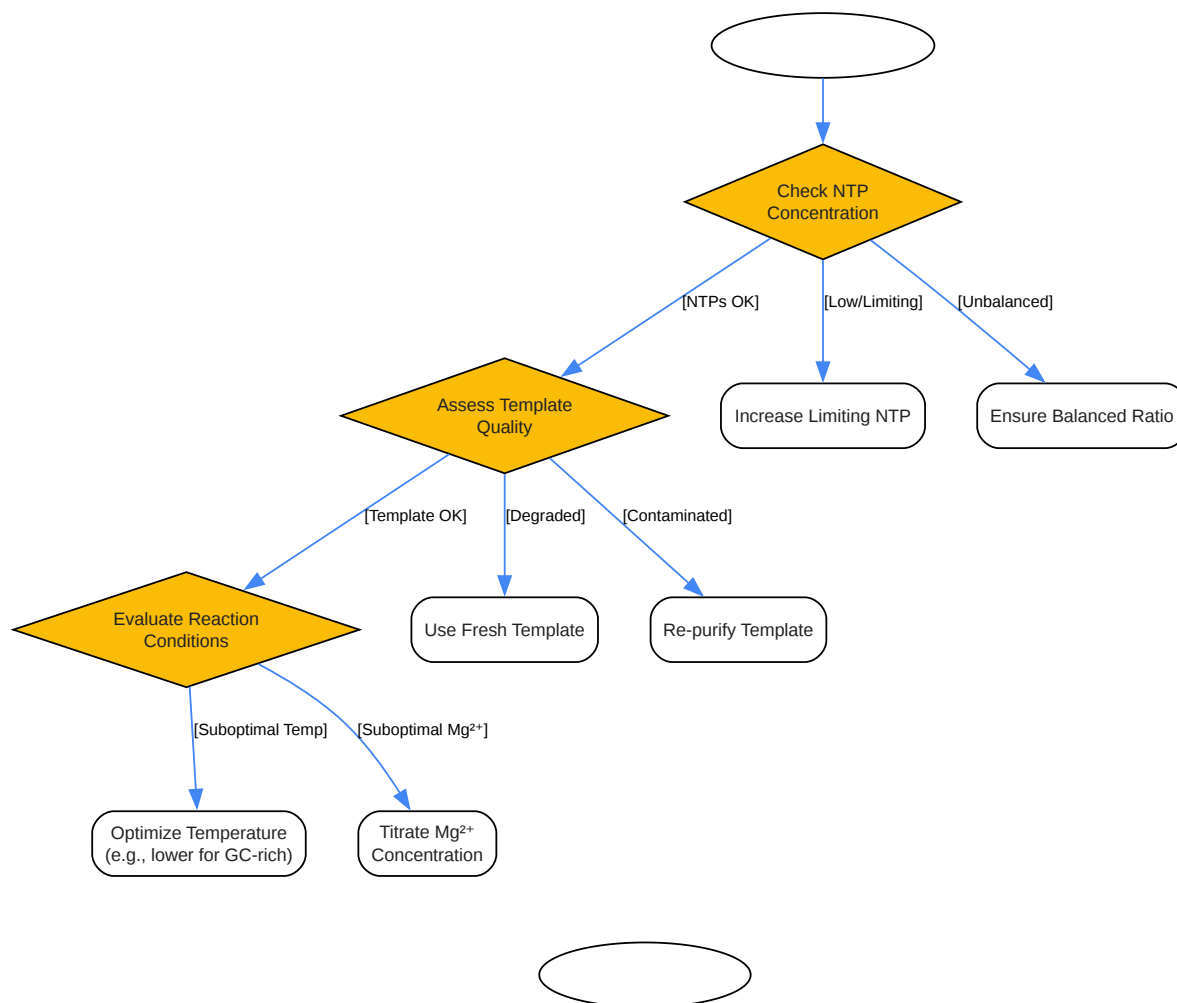 Check NTP
Concentration
[NTPs OK]
[Low/Limiting]
[Unbalanced]
Assess Template
Quality
Increase Limiting NTP
Ensure Balanced Ratio
[Template OK]
[Degraded]
[Contaminated]
Evaluate Reaction
Conditions
Use Fresh Template
Re-purify Template
[Suboptimal Temp]
[Suboptimal Mg²⁺]
Optimize Temperature
(e.g., lower for GC-rich)
Titrate Mg²⁺
Concentration